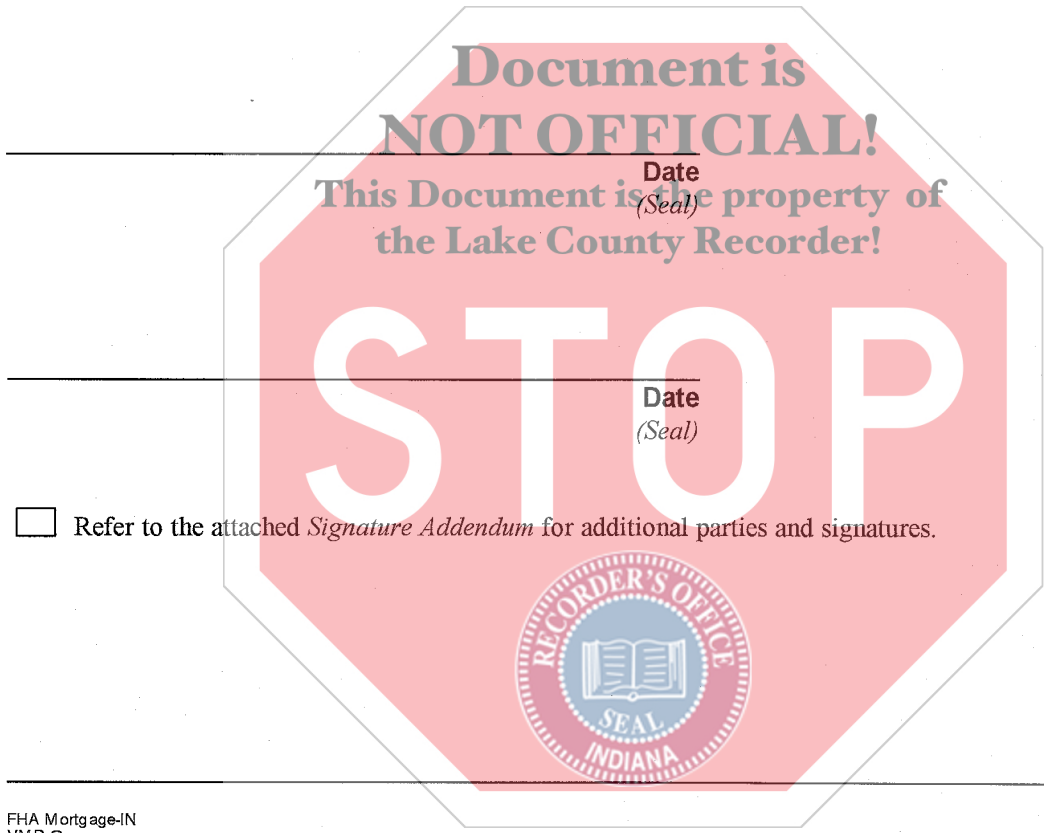 Document is
NOT OFFICIAL!
Date
This Document is the property of
(Seal)
the Lake County Recorder!
STOP
Date
(Seal)
Refer to the attached Signature Addendum for additional parties and signatures.
RECORDER'S OFFICE
SEAL
INDIANA
FHA Mortgage-IN